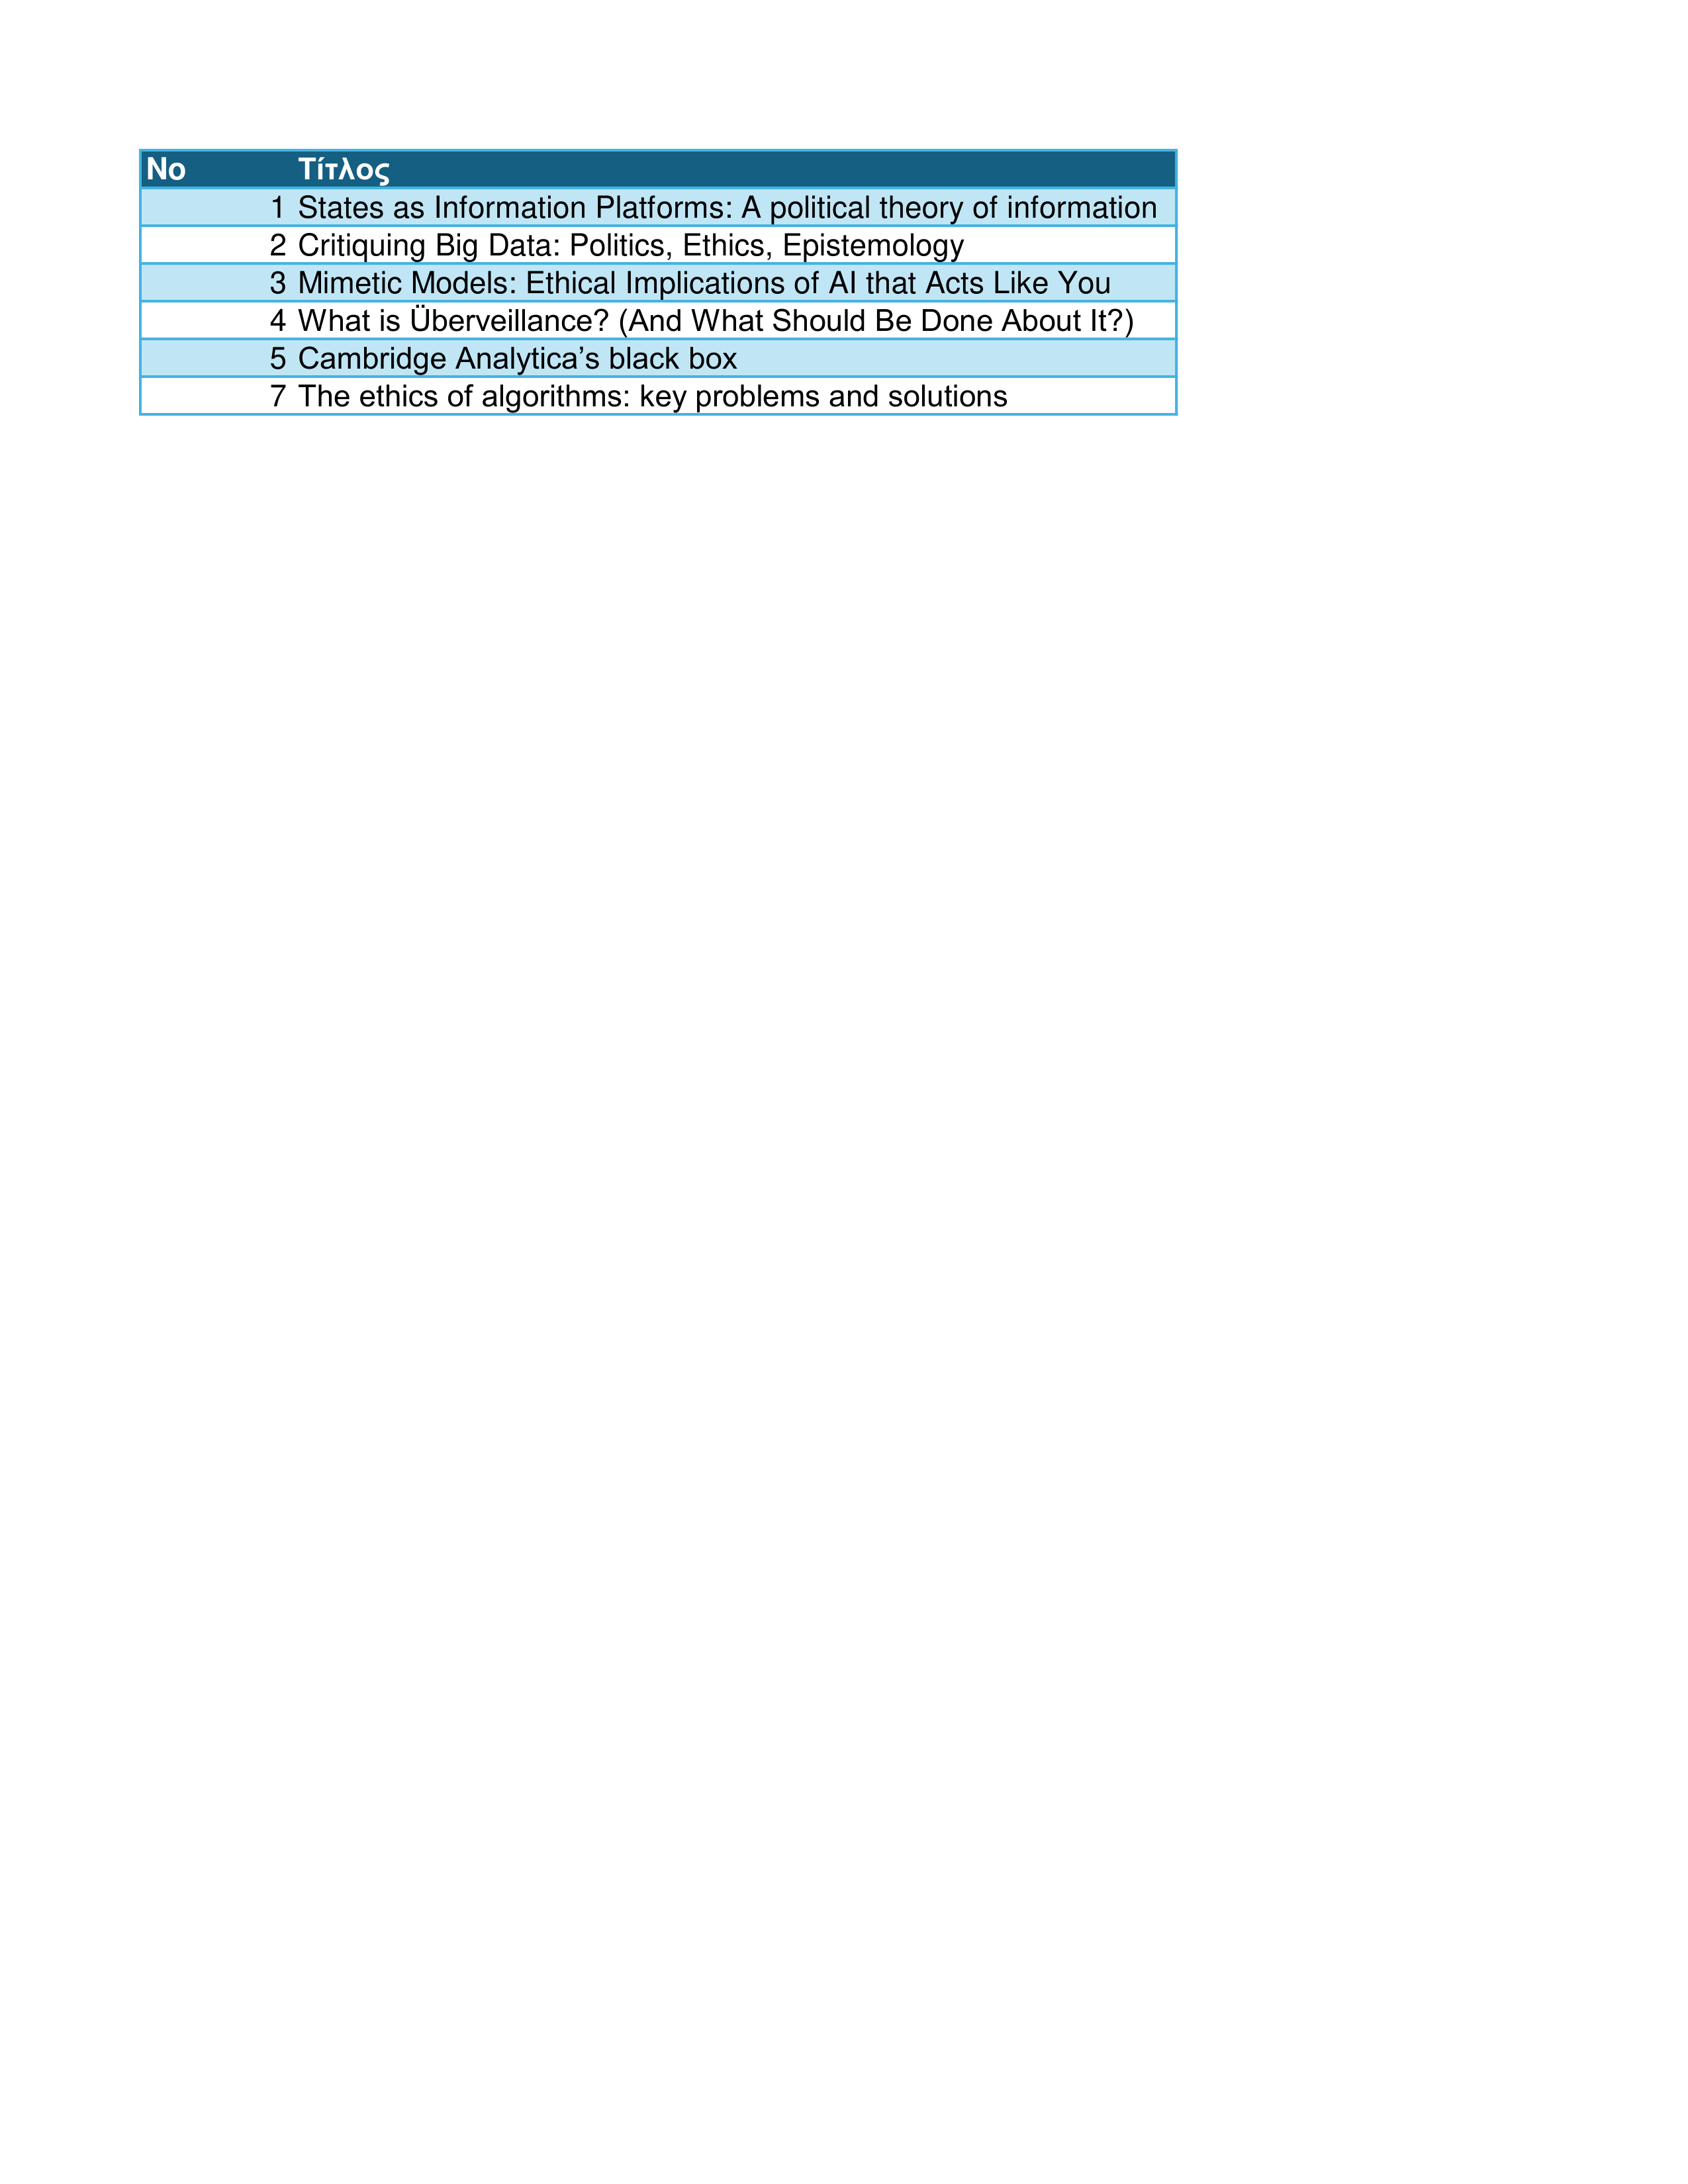 No Τίτλος
1 States as Information Platforms: A political theory of information
2 Critiquing Big Data: Politics, Ethics, Epistemology
3 Mimetic Models: Ethical Implications of AI that Acts Like You
4 What is Überveillance? (And What Should Be Done About It?)
5 Cambridge Analytica’s black box
7 The ethics of algorithms: key problems and solutions